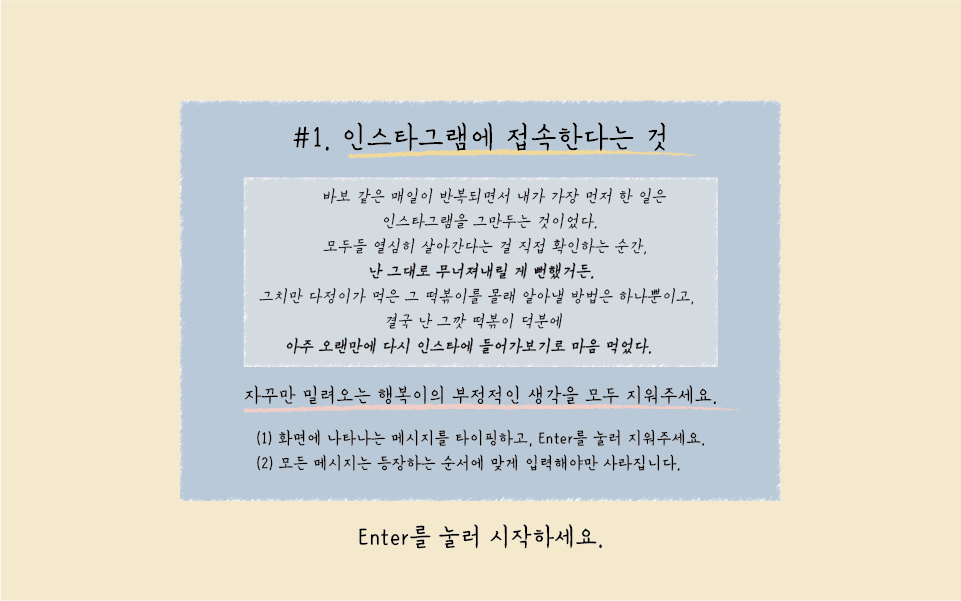 #1. 인스타그램에 접속한다는 것
바보 같은 매일이 반복되면서 내가 가장 먼저 한 일은
인스타그램을 그만두는 것이었다.
모두들 열심히 살아간다는 걸 직접 확인하는 순간,
난 그대로 무너져내릴 게 뻔했거든.
그치만 다정이가 먹은 그 떡볶이를 몰래 알아낼 방법은 하나뿐이고,
결국 난 그깟 떡볶이 덕분에
아주 오랜만에 다시 인스타에 들어가보기로 마음 먹었다.
자꾸만 밀려오는 행복이의 부정적인 생각을 모두 지워주세요.
(1) 화면에 나타나는 메시지를 타이핑하고, Enter를 눌러 지워주세요.
(2) 모든 메시지는 등장하는 순서에 맞게 입력해야만 사라집니다.
Enter를 눌러 시작하세요.